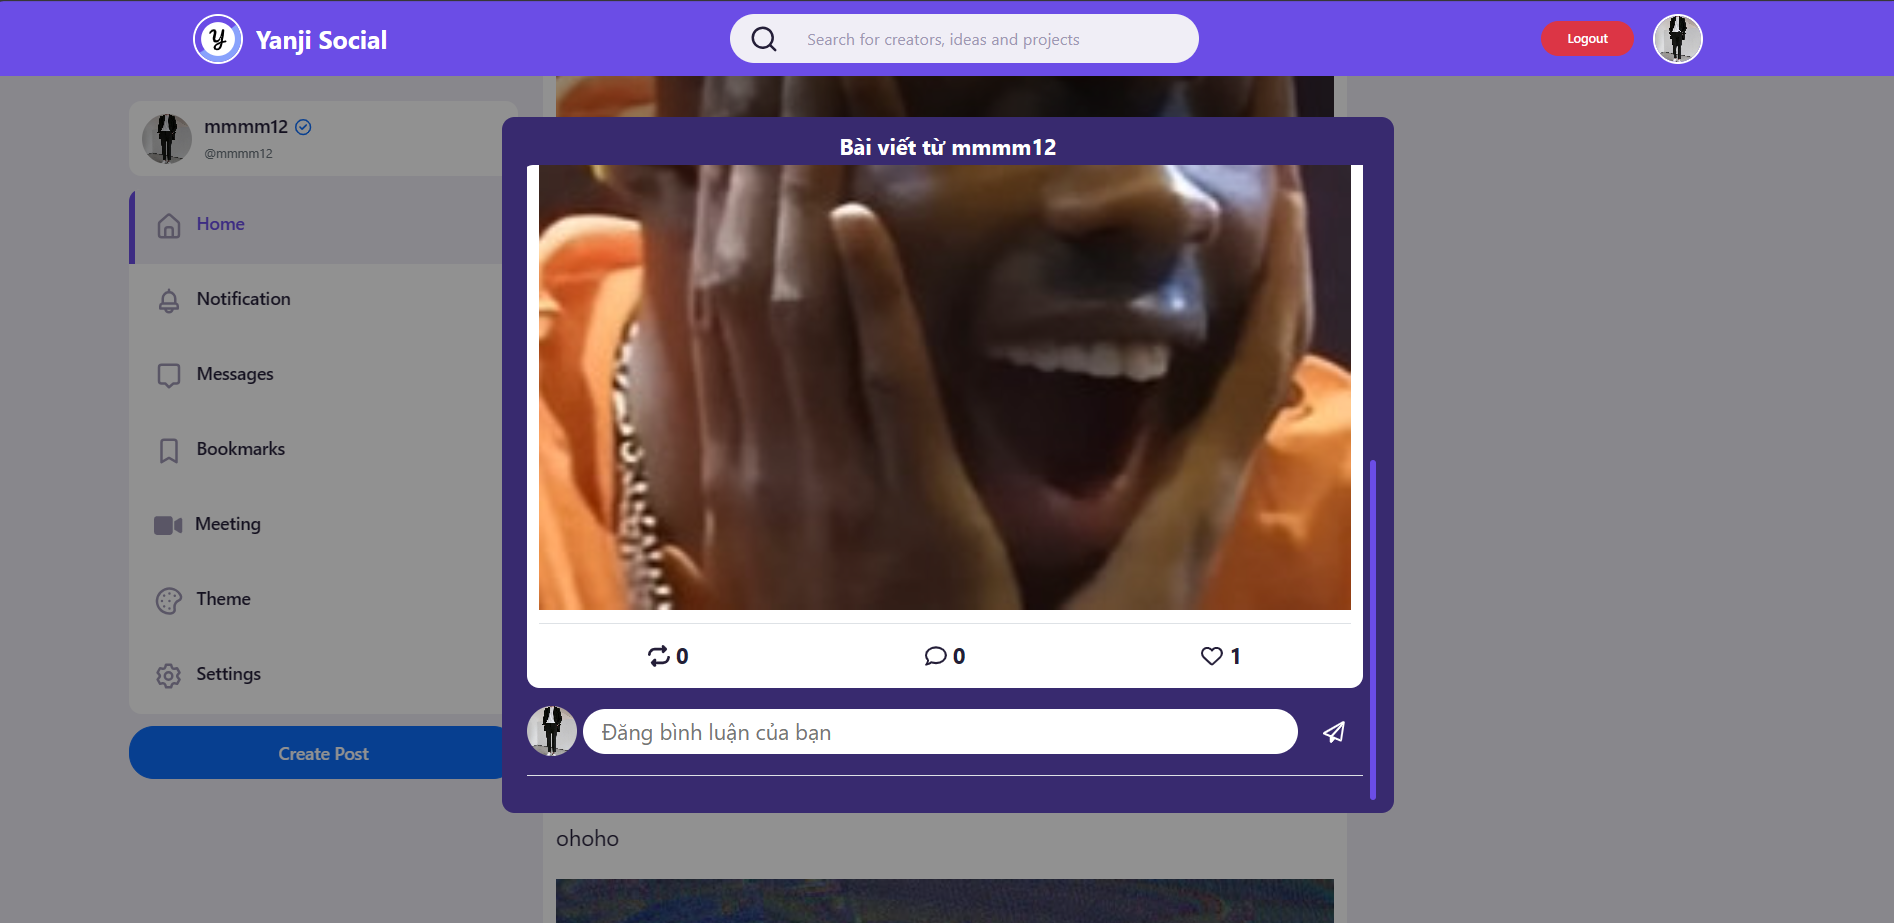 Yanji Social
Search for creators, ideas and projects
Logout
mmmm12
@mmmm12
Home
Notification
Messages
Bookmarks
Meeting
Theme
Settings
Create Post
Bài viết từ mmmm12
0
0
1
Đăng bình luận của bạn
ohoho